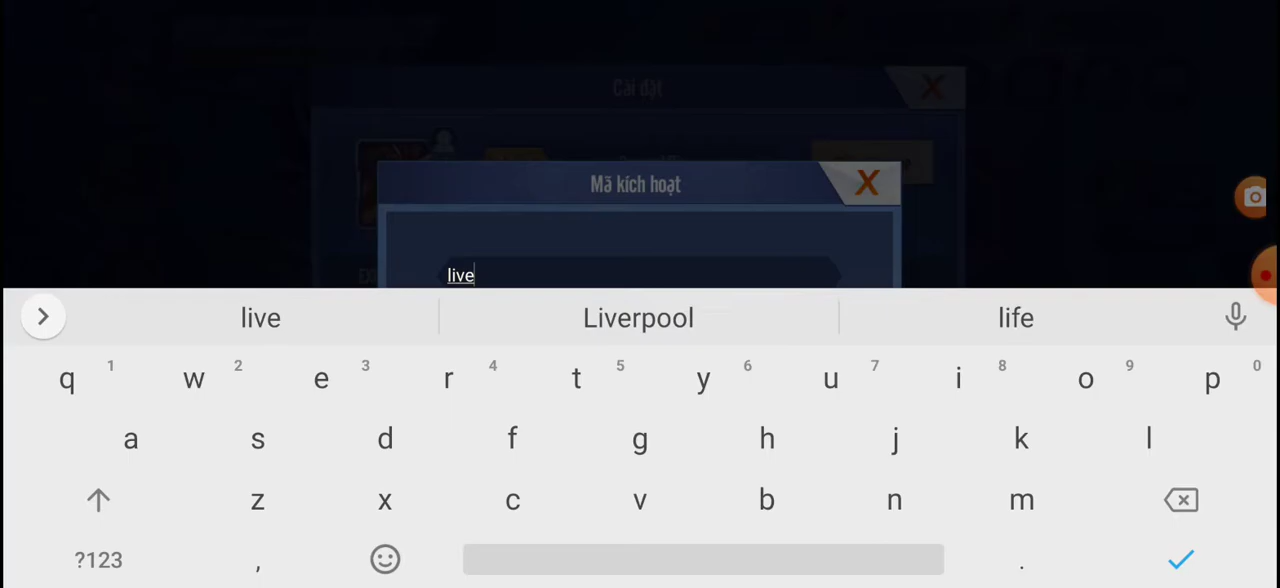 Cài đặt
Mã kích hoạt
X
live
live Liverpool life
q 1 w 2 e 3 r 4 t 5 y 6 u 7 i 8 o 9 p 0
a s d f g h j k l
z x c v b n m
?123 , .